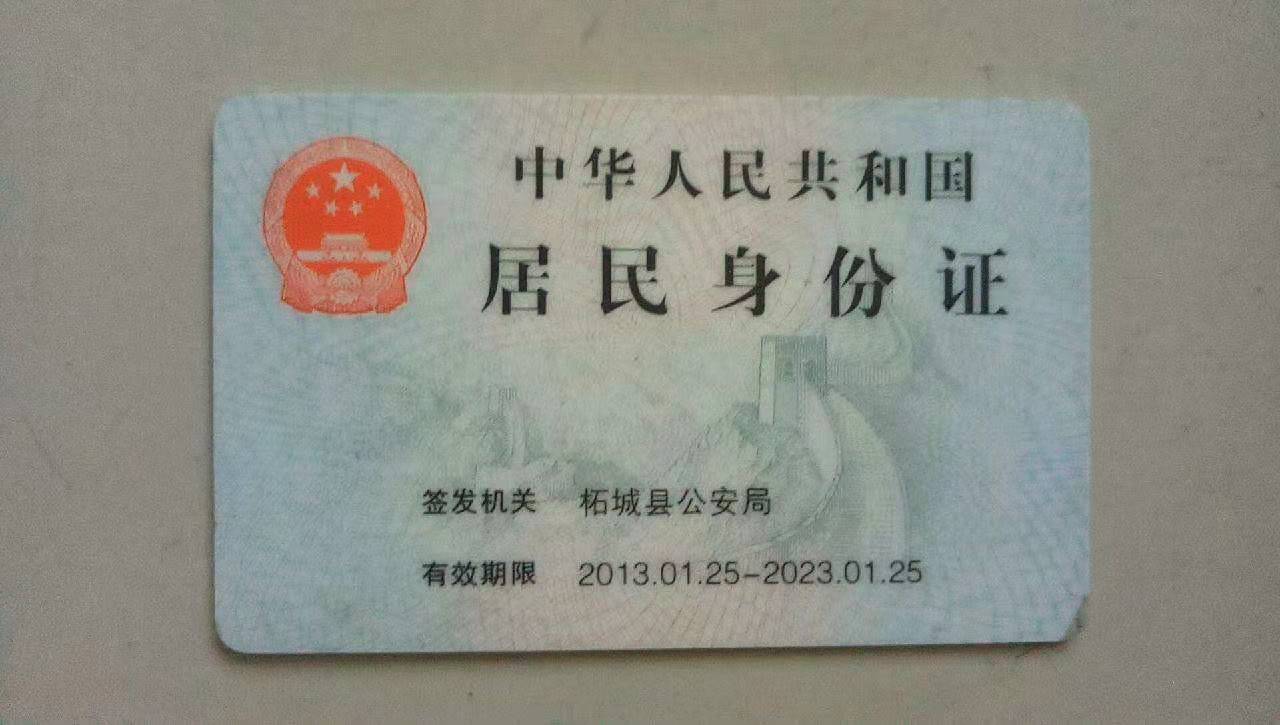 中华人民共和国
居民身份证
签发机关 柘城县公安局
有效期限 2013.01.25-2023.01.25